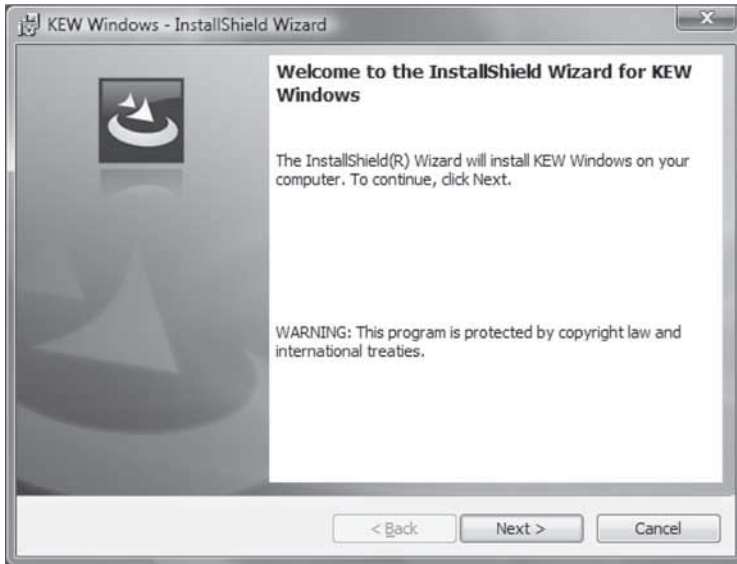 KEW Windows - InstallShield Wizard
Welcome to the InstallShield Wizard for KEW
Windows
The InstallShield(R) Wizard will install KEW Windows on your
computer. To continue, click Next.
WARNING: This program is protected by copyright law and
international treaties.
< Back
Next >
Cancel